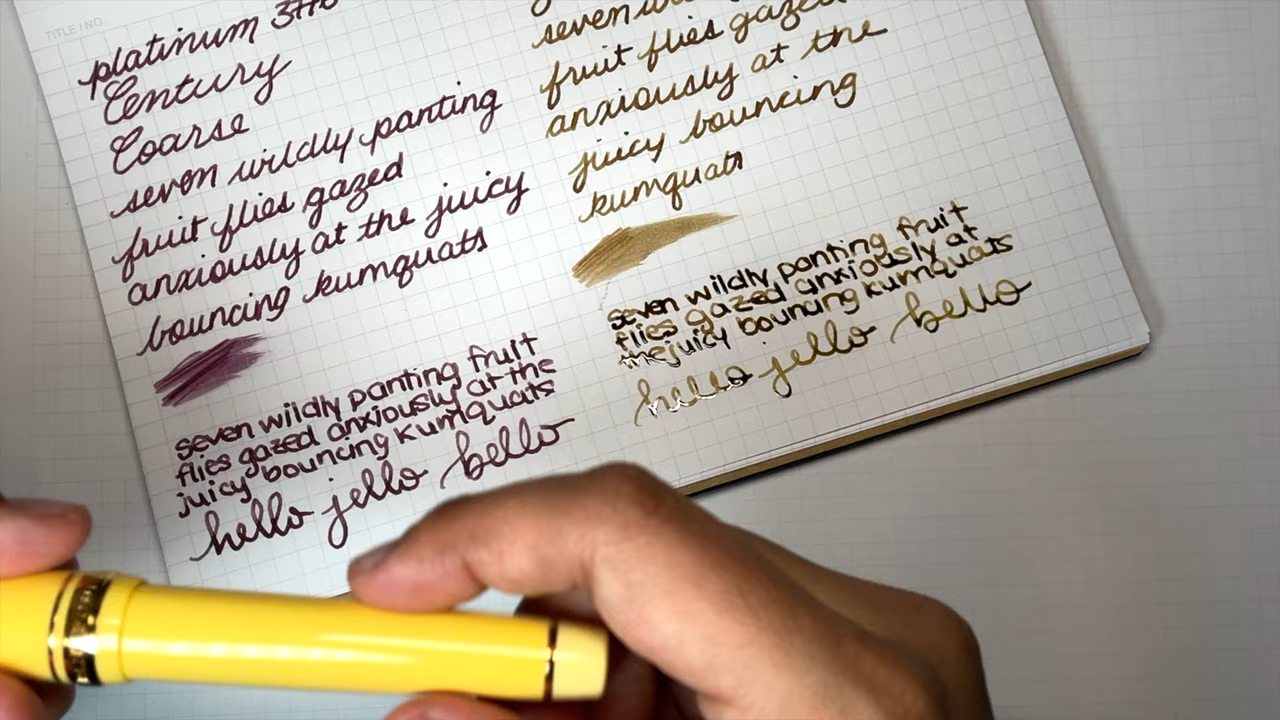 TITLE / NO
platinum
Century
Coarse
seven wildly panting
fruit flies gazed
anxiously at the juicy
bouncing kumquats
seven wildly panting fruit
flies gazed anxiously at the
juicy bouncing kumquats
hello jello bello
seven
fruit flies gazed
anxiously at the
juicy bouncing
kumquats
seven wildly panting fruit
flies gazed anxiously at
the juicy bouncing kumquats
hello jello bello